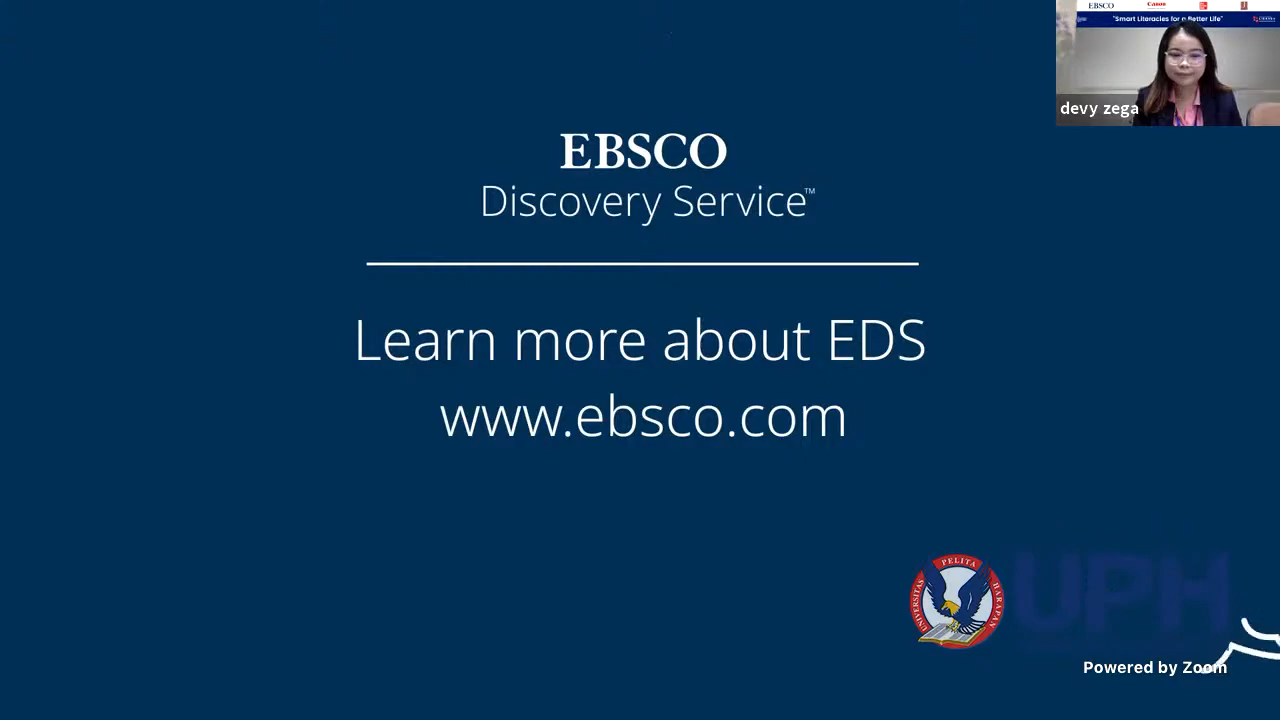 EBSCO
Canon
"Smart Literacies for a Better Life"
devy zega
EBSCO
Discovery Service™
Learn more about EDS
www.ebsco.com
UNIVERSITAS PELITA HARAPAN
UPH
Powered by Zoom